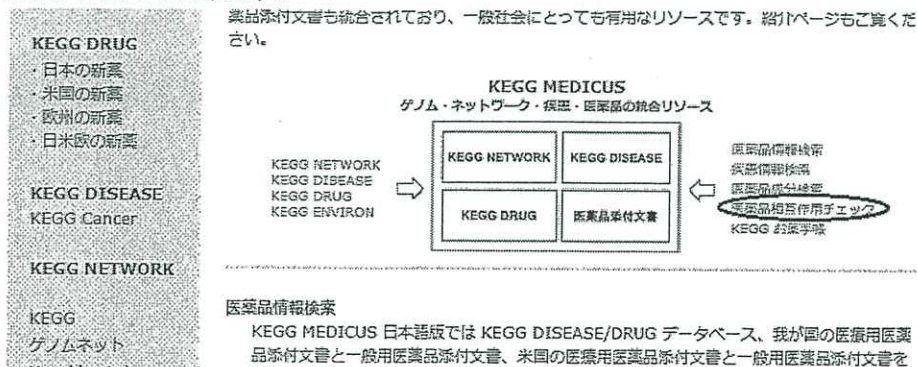 KEGG DRUG
・日本の新薬
・米国の新薬
・欧州の新薬
・日米欧の新薬
KEGG DISEASE
KEGG Cancer
KEGG NETWORK
KEGG
ゲノムネット
薬品添付文書も統合されており、一般社会にとっても有用なリソースです。紹介ページもご覧くだ
さい。
KEGG MEDICUS
ゲノム・ネットワーク・疾患・医薬品の統合リソース
KEGG NETWORK
KEGG DISEASE
KEGG DRUG
KEGG ENVIRON
KEGG NETWORK
KEGG DISEASE
KEGG DRUG
医薬品添付文書
医薬品情報検索
疾患情報検索
医薬品成分検索
医薬品相互作用チェック
KEGG お薬手帳
医薬品情報検索
KEGG MEDICUS 日本語版では KEGG DISEASE/DRUG データベース、我が国の医療用医薬
品添付文書と一般用医薬品添付文書、米国の医療用医薬品添付文書と一般用医薬品添付文書を